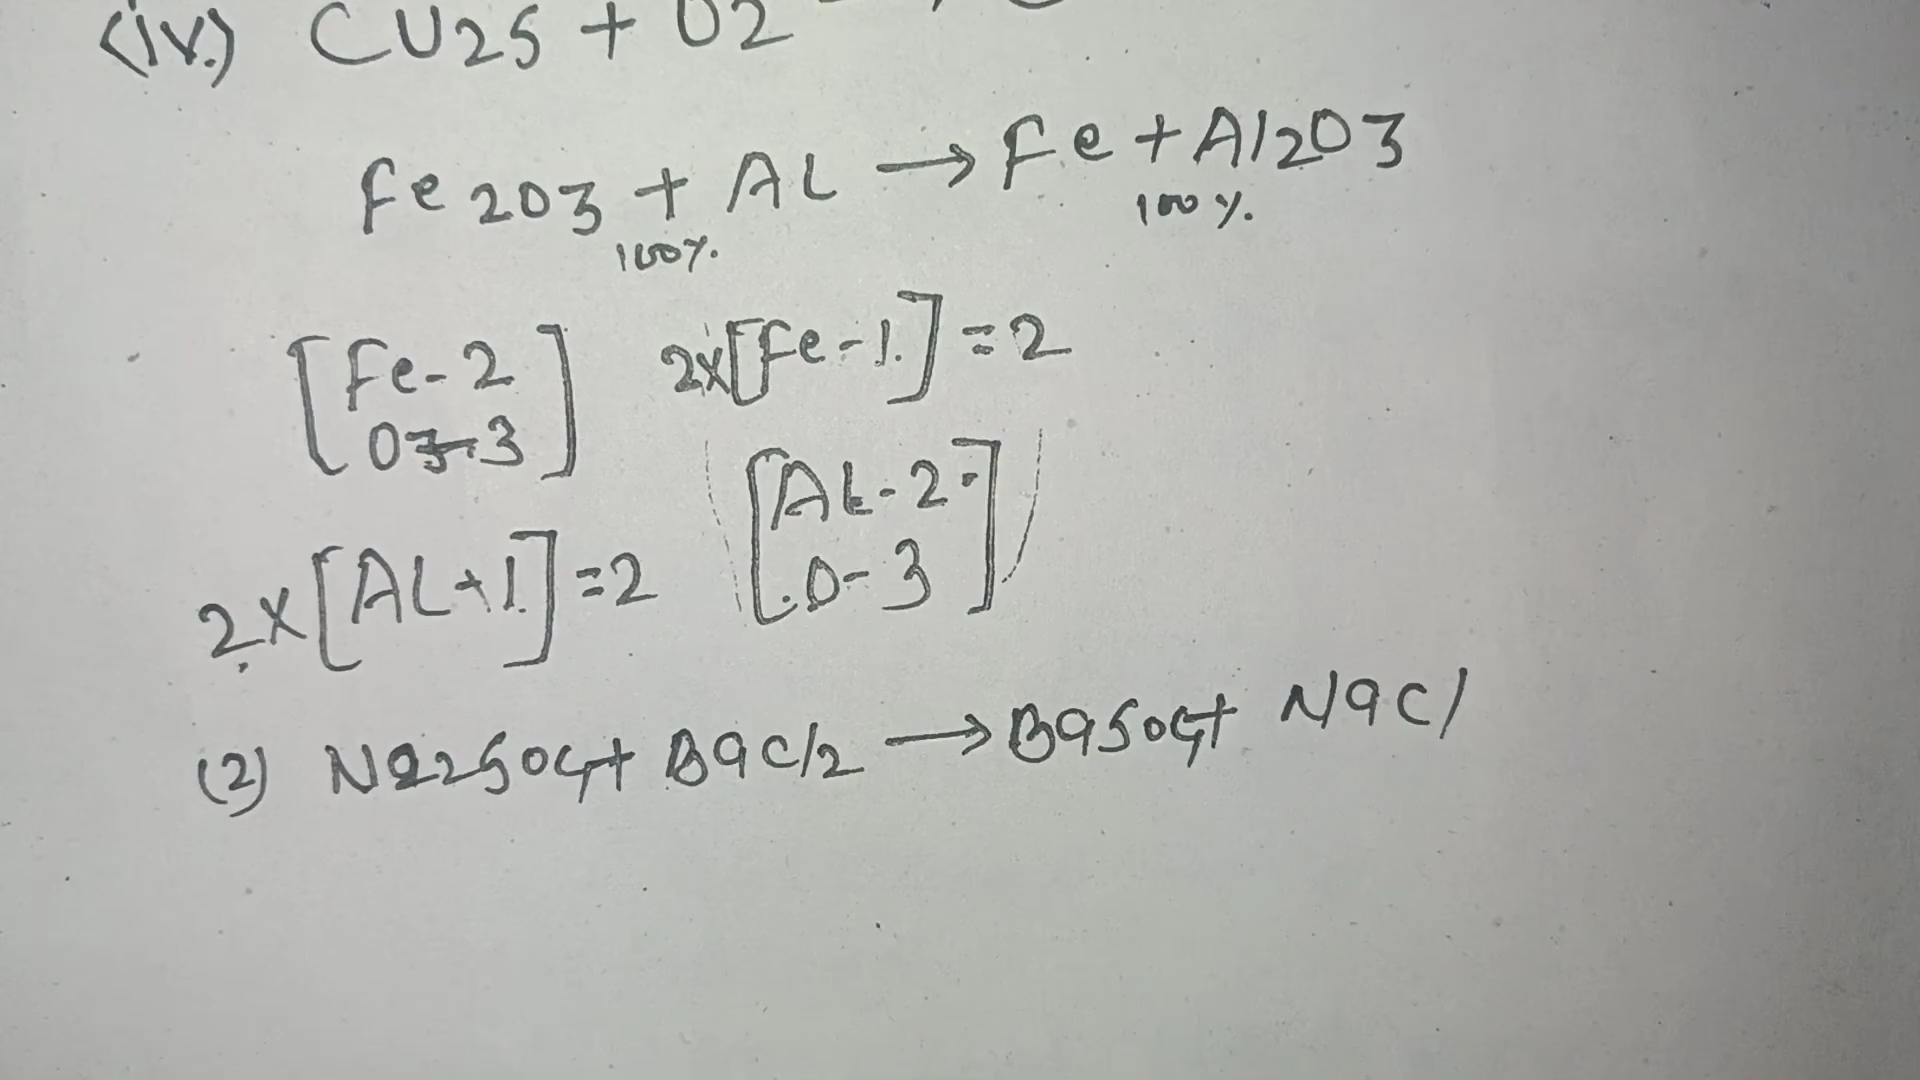 (iv.) CU2S + O2
Fe2O3 + AL → Fe + Al2O3
100%. 100%.
[Fe-2 2x[Fe-1.] =2
O3-3]
[AL-2
O-3]
2x[AL+1.] =2
(2) Na2SO4 + BaCl2 → BaSO4 + NaCl